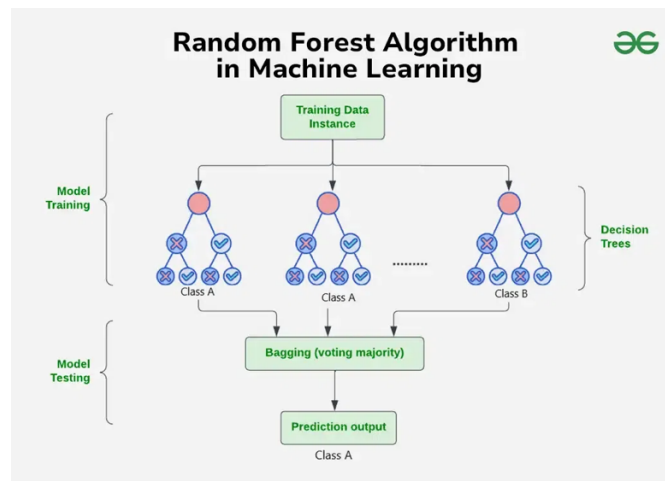 Random Forest Algorithm
in Machine Learning
Training Data
Instance
Model
Training
Decision
Trees
.........
Class A
Class A
Class B
Bagging (voting majority)
Model
Testing
Prediction output
Class A